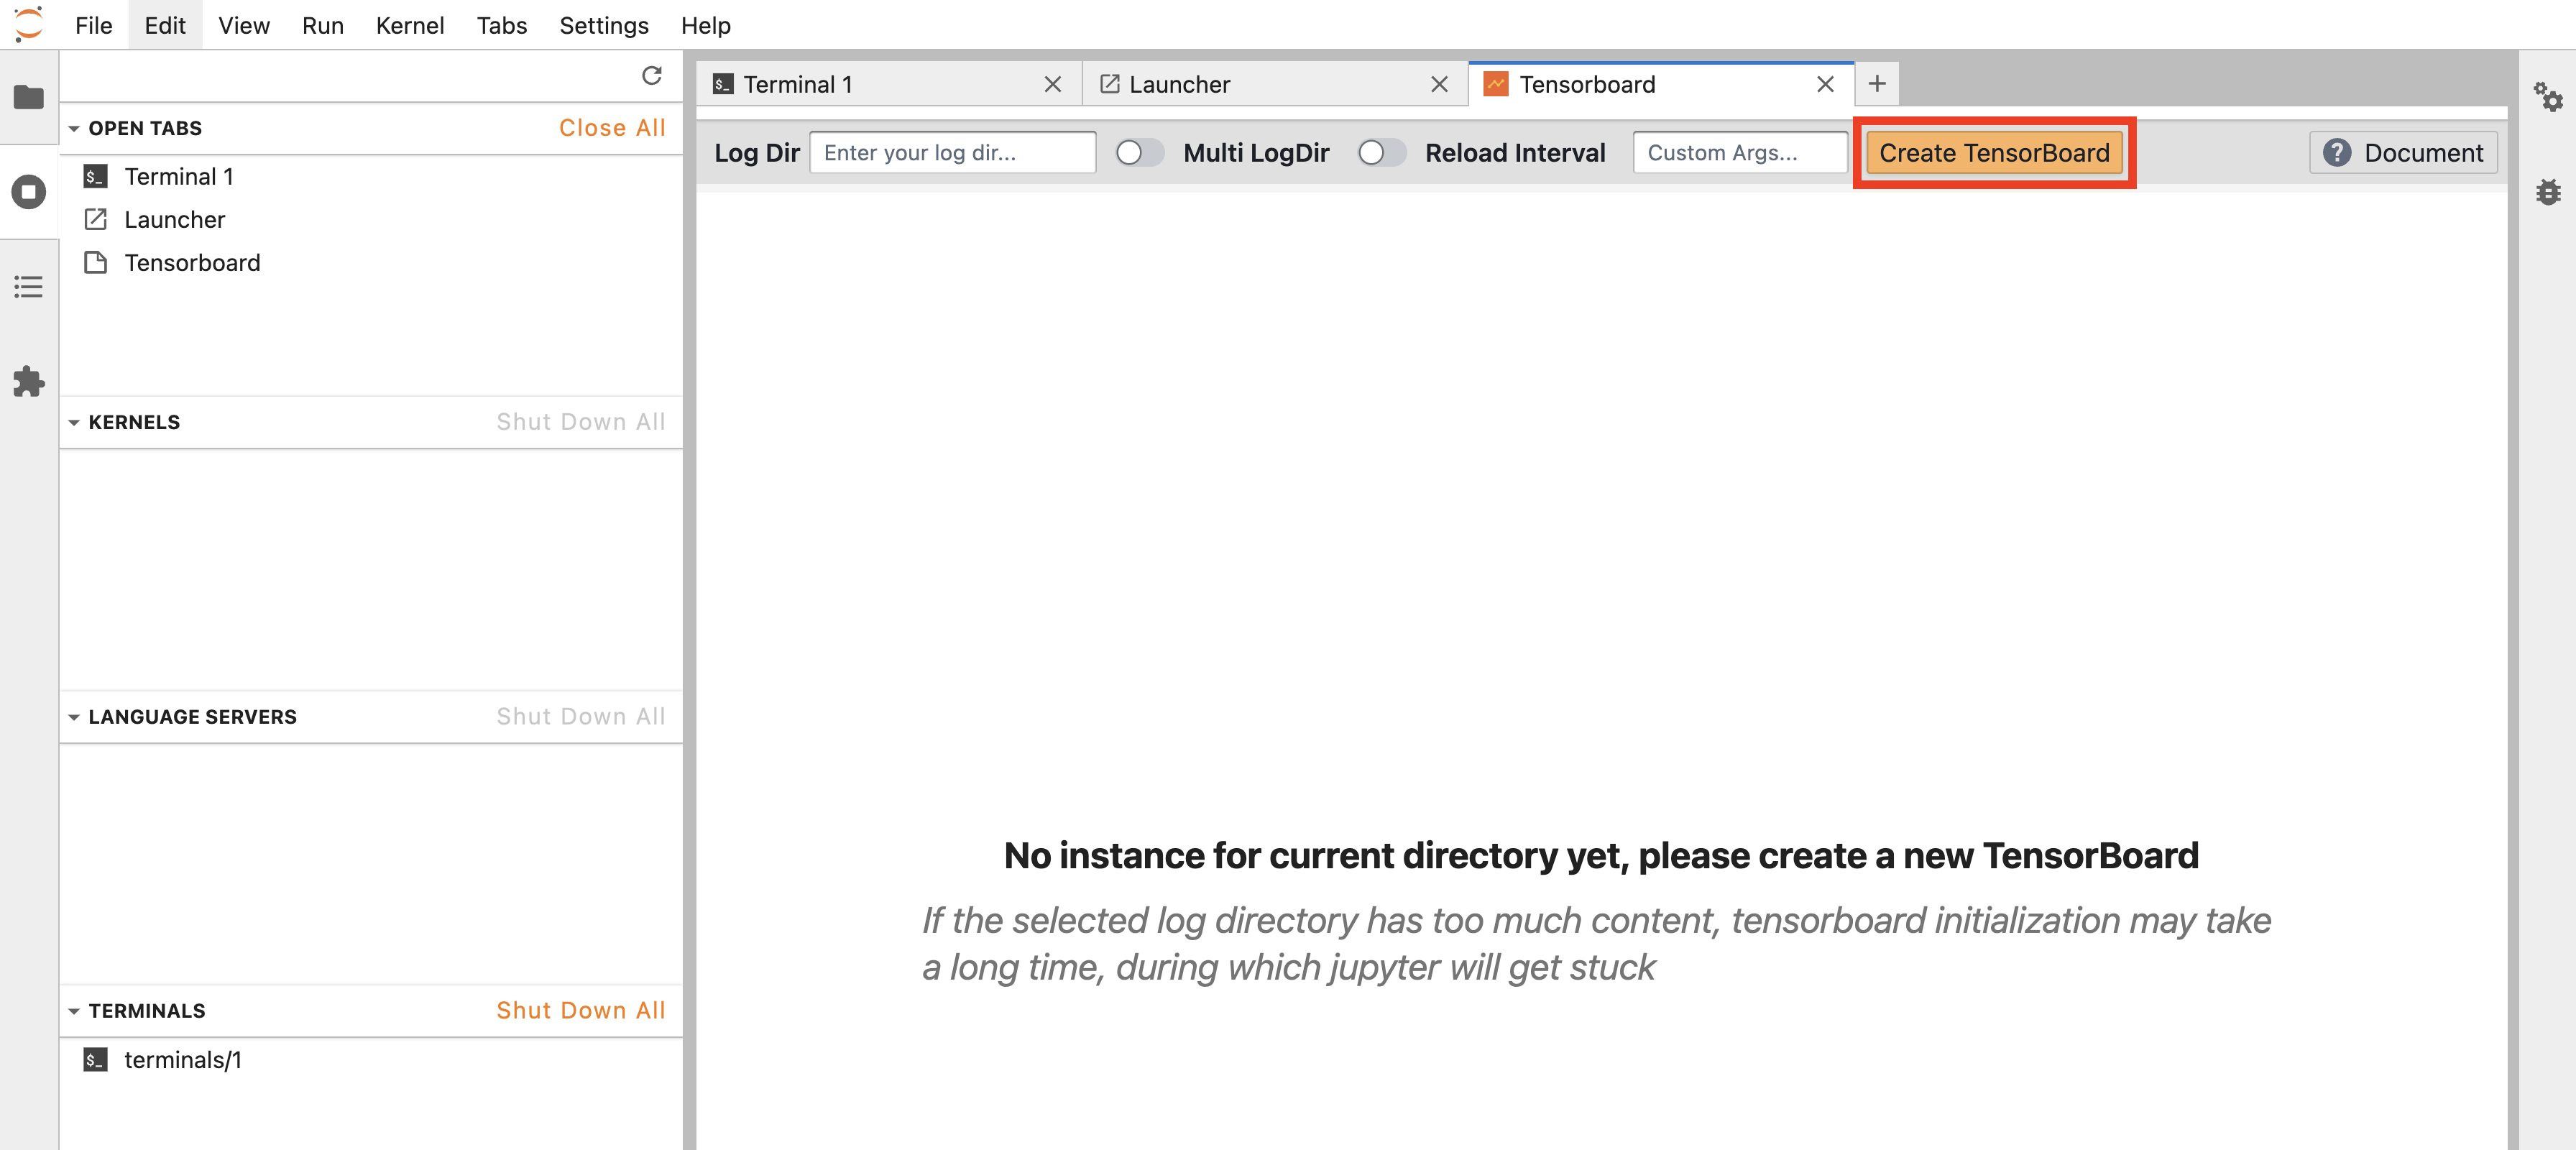 File Edit View Run Kernel Tabs Settings Help
Terminal 1 Launcher Tensorboard
OPEN TABS Close All
Log Dir Enter your log dir... Multi LogDir Reload Interval Custom Args... Create TensorBoard ? Document
$_ Terminal 1
Launcher
Tensorboard
KERNELS Shut Down All
LANGUAGE SERVERS Shut Down All
No instance for current directory yet, please create a new TensorBoard
If the selected log directory has too much content, tensorboard initialization may take
a long time, during which jupyter will get stuck
TERMINALS Shut Down All
$_ terminals/1